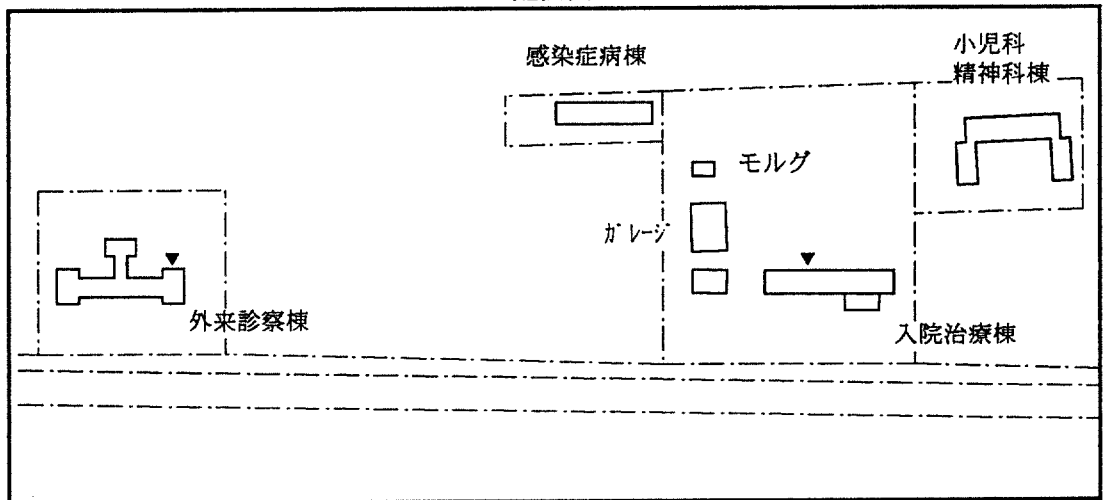 感染症病棟
小児科
精神科棟
モルグ
ガレージ
外来診察棟
入院治療棟